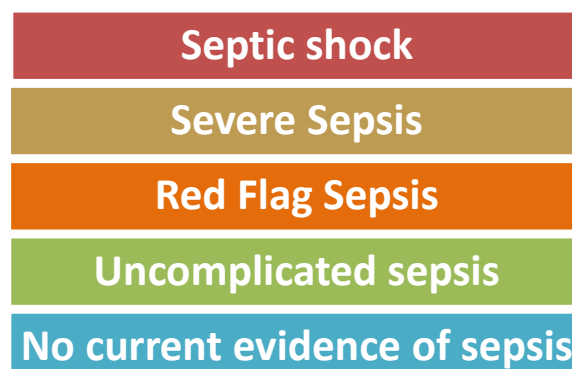 Septic shock
Severe Sepsis
Red Flag Sepsis
Uncomplicated sepsis
No current evidence of sepsis